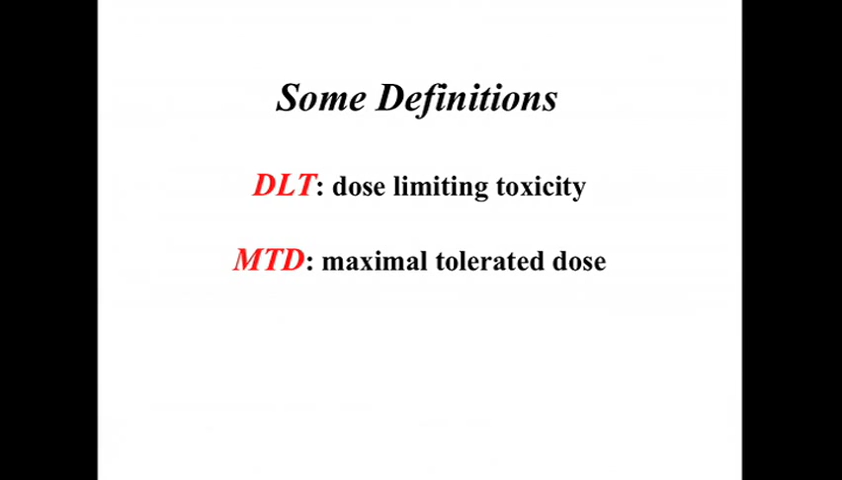 Some Definitions
DLT: dose limiting toxicity
MTD: maximal tolerated dose